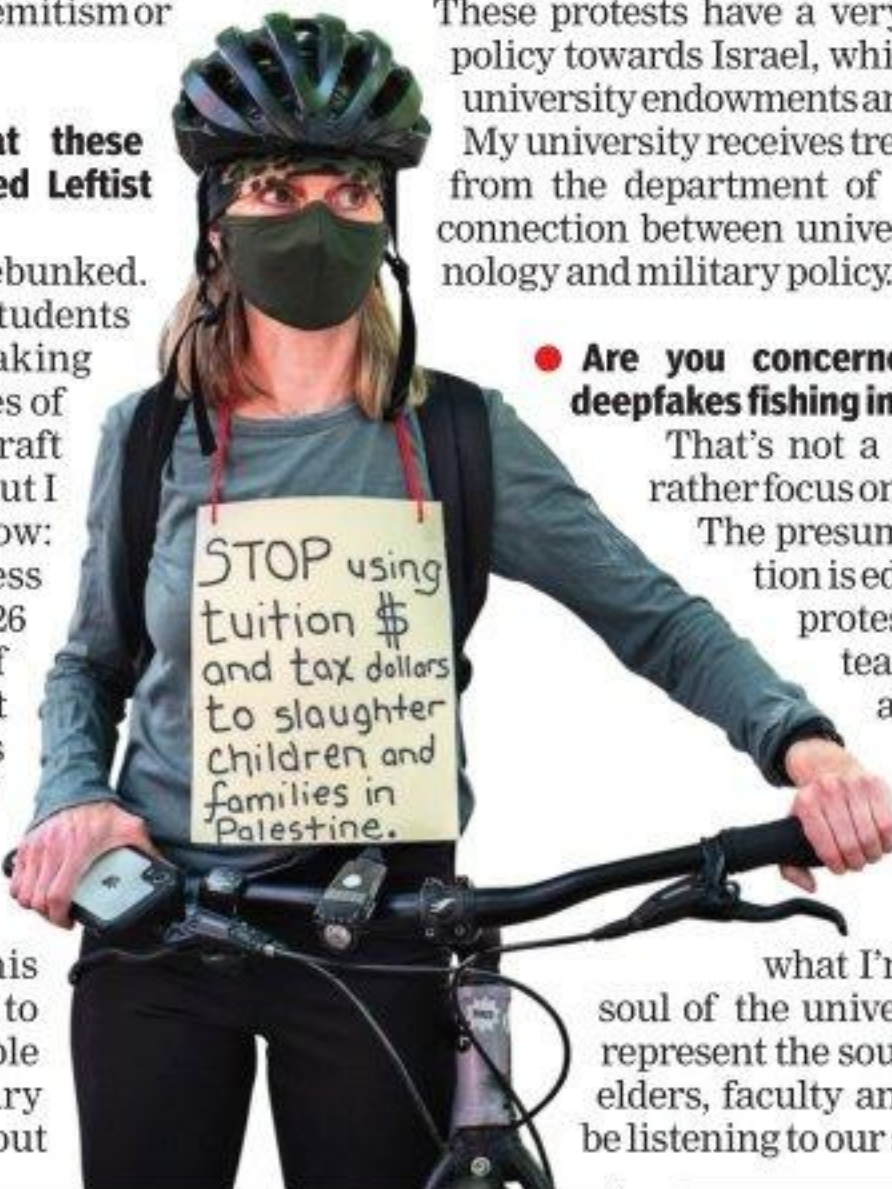 emitism or
at these
ed Leftist
ebunked.
tudents
aking
es of
raft
ut I
ow:
ess
26
f
t
s
his
to
ble
ary
out
STOP using
tuition $
and tax dollars
to slaughter
children and
families in
Palestine.
These protests have a very
policy towards Israel, whi
university endowments an
My university receives tre
from the department of
connection between unive
nology and military policy.
● Are you concerne
deepfakes fishing in
That's not a
rather focus on
The presun
tion is ed
protes
tea
a
what I'm
soul of the unive
represent the sou
elders, faculty an
be listening to our